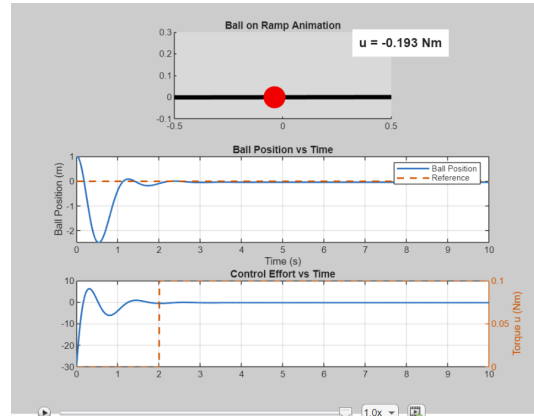 Ball on Ramp Animation
u = -0.193 Nm
0.3
0.2
0.1
0
-0.1
-0.5
0
0.5
Ball Position vs Time
Ball Position (m)
1
0
-1
-2
Ball Position
Reference
0 1 2 3 4 5 6 7 8 9 10
Time (s)
Control Effort vs Time
10
0
-10
-20
-30
0.1
0.05
0
Torque u (Nm)
0 1 2 3 4 5 6 7 8 9 10
1.0x